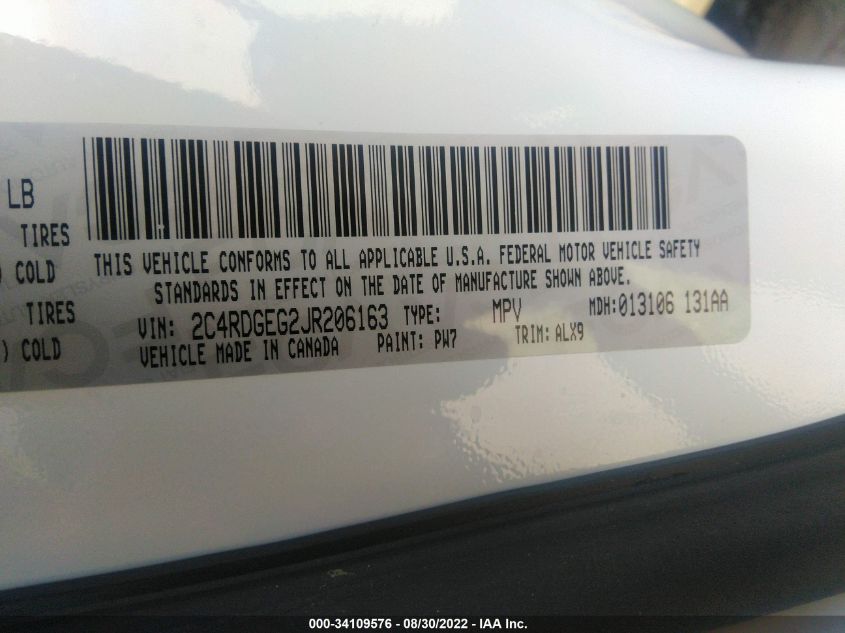 LB
TIRES
) COLD
TIRES
) COLD
THIS VEHICLE CONFORMS TO ALL APPLICABLE U.S.A. FEDERAL MOTOR VEHICLE SAFETY
STANDARDS IN EFFECT ON THE DATE OF MANUFACTURE SHOWN ABOVE.
VIN: 2C4RDGEG2JR206163 TYPE: MPV MDH:013106 131AA
VEHICLE MADE IN CANADA PAINT: PW7 TRIM: ALX9
000-34109576 - 08/30/2022 - IAA Inc.